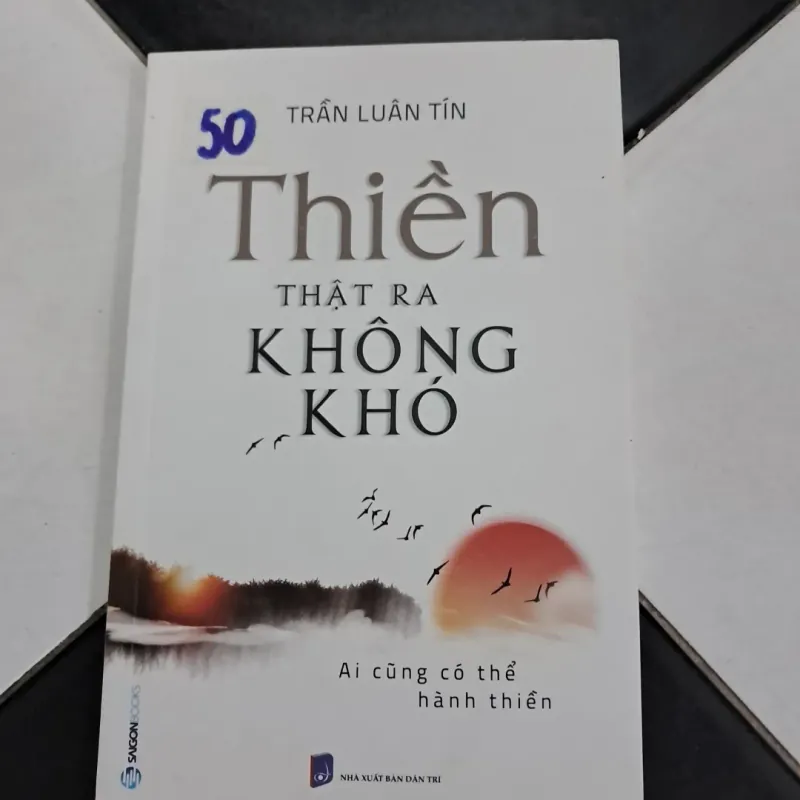 50
TRẦN LUÂN TÍN
Thiền
THẬT RA
KHÔNG
KHÓ
Ai cũng có thể
hành thiền
SAIGONBOOKS
NHÀ XUẤT BẢN DÂN TRÍ